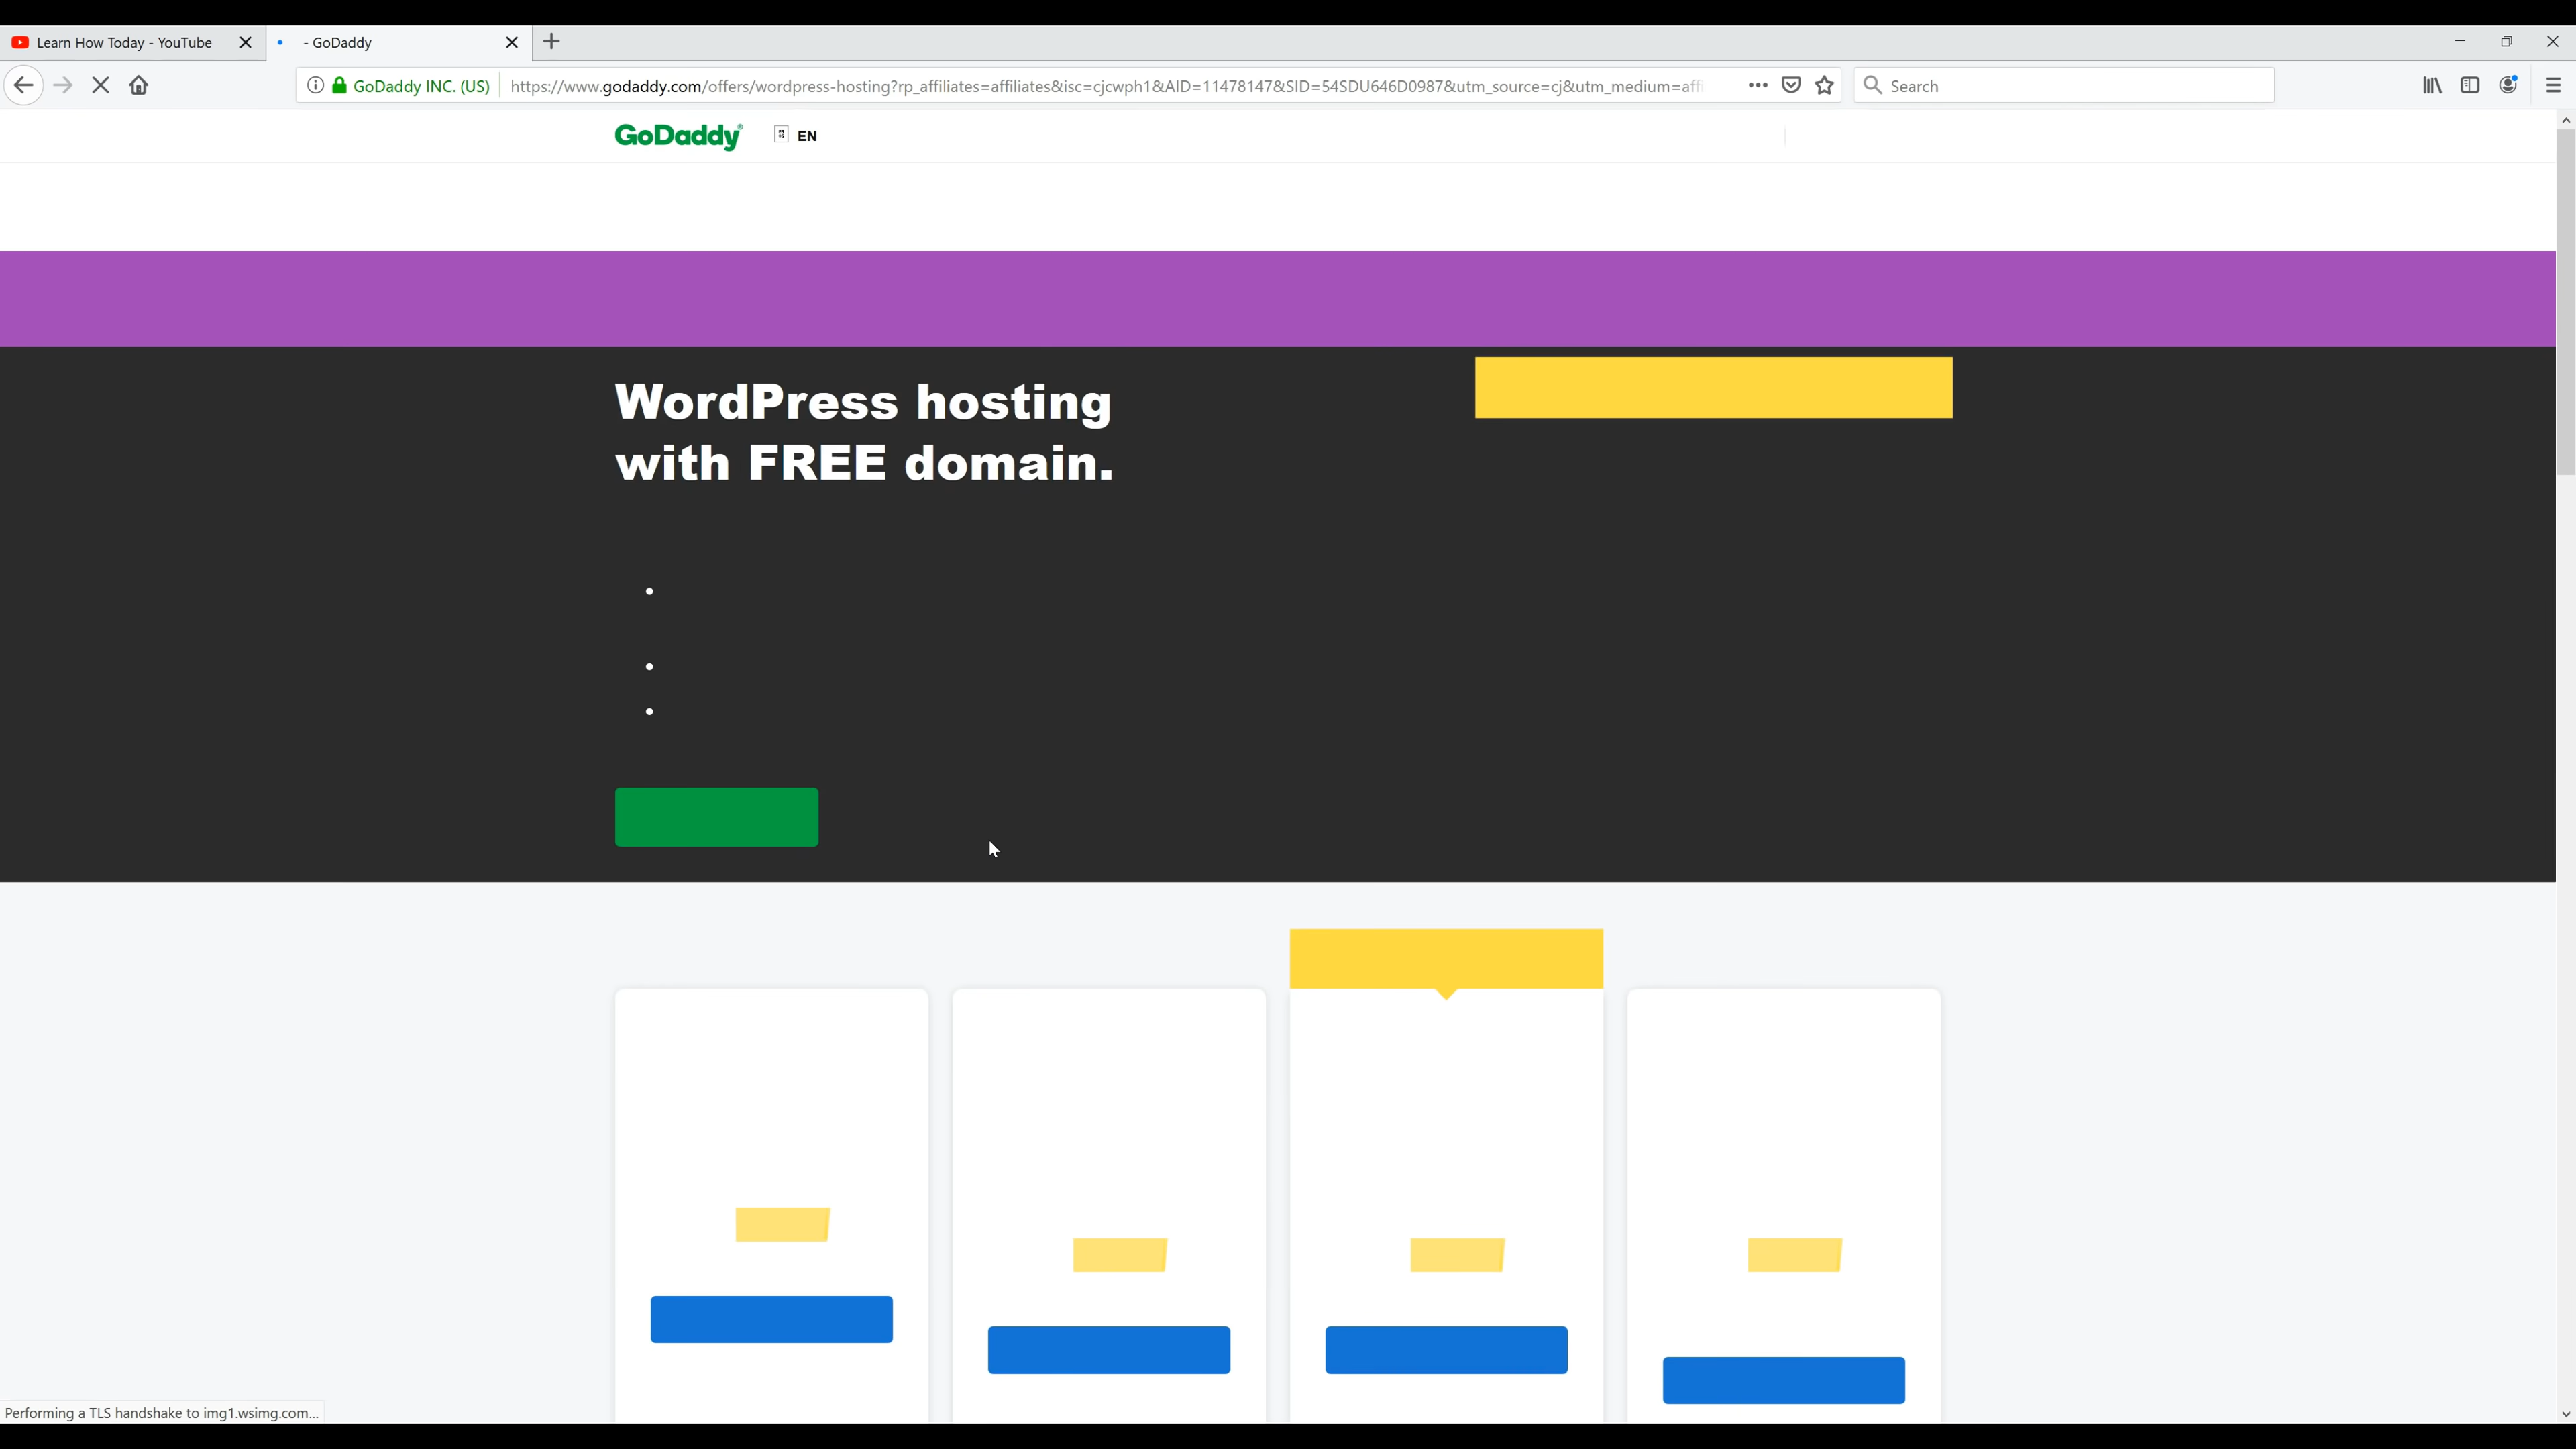 Learn How Today - YouTube
- GoDaddy
GoDaddy INC. (US)
https://www.godaddy.com/offers/wordpress-hosting?rp_affiliates=affiliates&isc=cjcwph1&AID=11478147&SID=54SDU646D0987&utm_source=cj&utm_medium=affi
Search
GoDaddy
EN
WordPress hosting
with FREE domain.
Performing a TLS handshake to img1.wsimg.com...